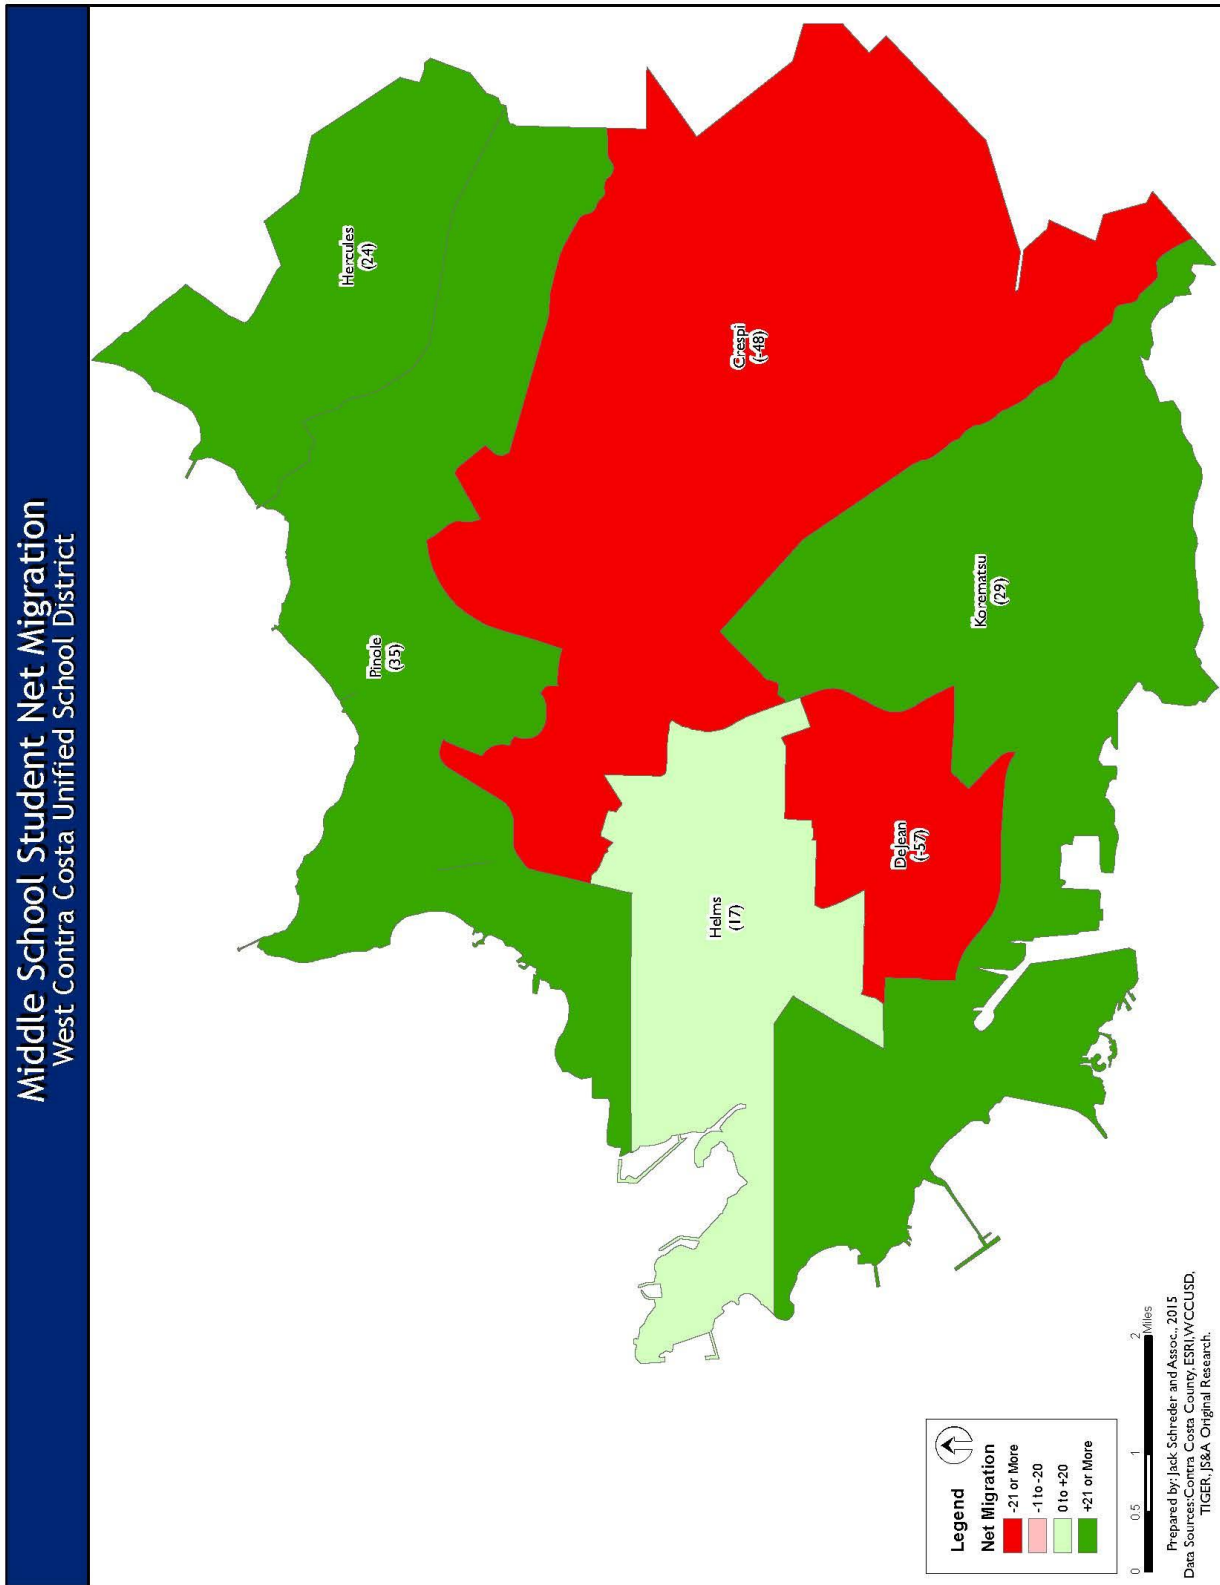 Middle School Student Net Migration
West Contra Costa Unified School District
Hercules
(24)
Pinole
(35)
Crespi
(-48)
Helms
(17)
DeJean
(-57)
Korematsu
(29)
Legend
Net Migration
-21 or More
-1 to -20
0 to +20
+21 or More
0 0.5 1 2
Miles
Prepared by: Jack Schreder and Assoc., 2015
Data Sources:Contra Costa County, ESRI,WCCUSD,
TIGER, JS&A Original Research.